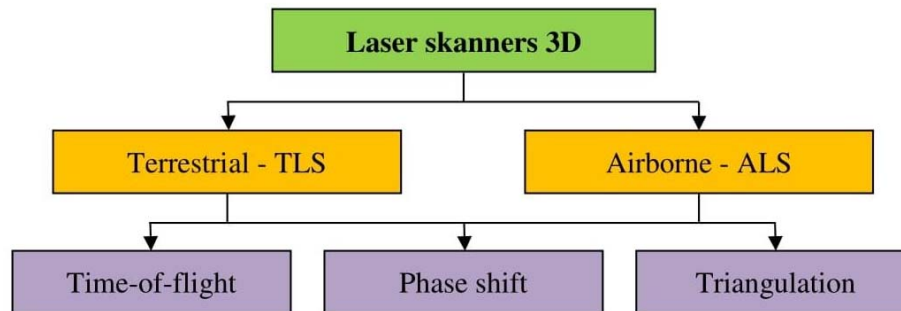 Laser skanners 3D
Terrestrial - TLS
Airborne - ALS
Time-of-flight
Phase shift
Triangulation